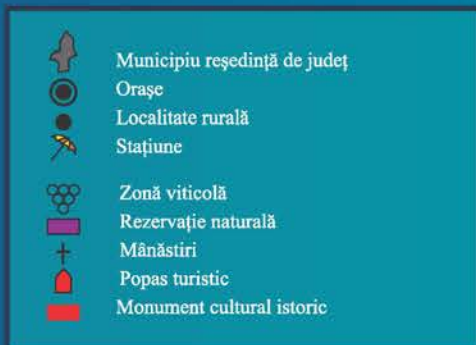 Municipiu reşedinţă de judeţ
Oraşe
Localitate rurală
Staţiune
Zonă viticolă
Rezervaţie naturală
Mânăstiri
Popas turistic
Monument cultural istoric